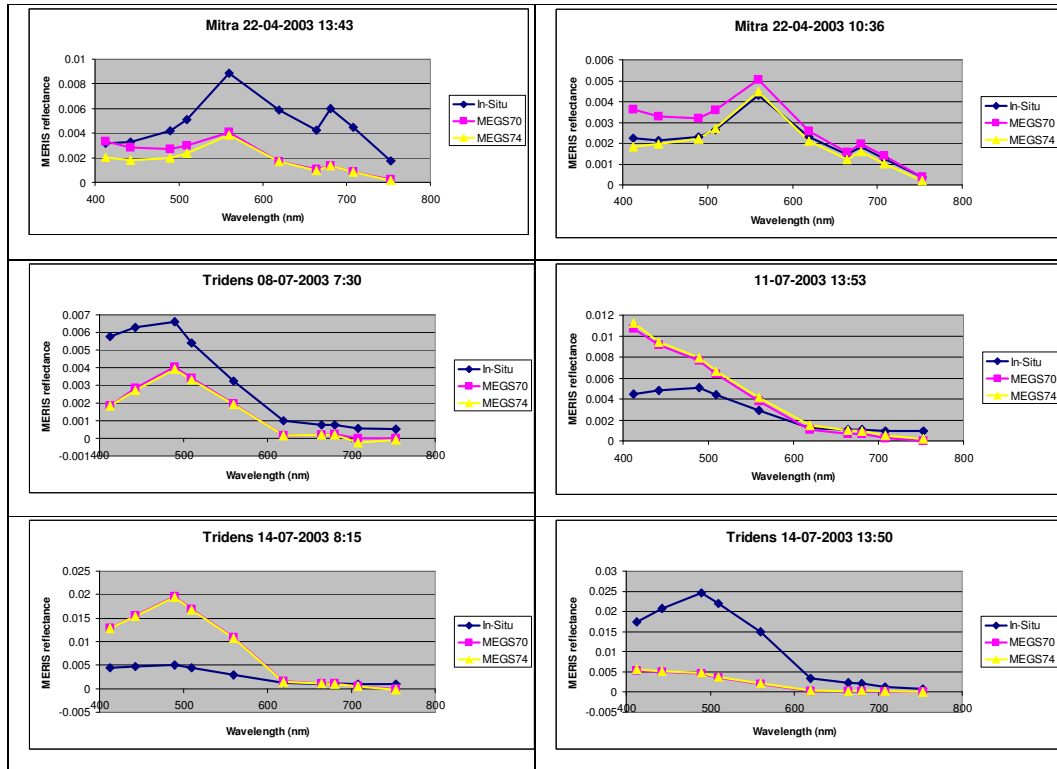 Mitra 22-04-2003 13:43
MERIS reflectance
0.01
0.008
0.006
0.004
0.002
0
400 500 600 700 800
Wavelength (nm)
In-Situ
MEGS70
MEGS74
Mitra 22-04-2003 10:36
MERIS reflectance
0.006
0.005
0.004
0.003
0.002
0.001
0
400 500 600 700 800
Wavelength (nm)
In-Situ
MEGS70
MEGS74
Tridens 08-07-2003 7:30
MERIS reflectance
0.007
0.006
0.005
0.004
0.003
0.002
0.001
0
-0.001
400 500 600 700 800
Wavelength (nm)
In-Situ
MEGS70
MEGS74
11-07-2003 13:53
MERIS reflectance
0.012
0.01
0.008
0.006
0.004
0.002
0
400 500 600 700 800
Wavelength (nm)
In-Situ
MEGS70
MEGS74
Tridens 14-07-2003 8:15
MERIS reflectance
0.025
0.02
0.015
0.01
0.005
0
-0.005
400 500 600 700 800
Wavelength (nm)
In-Situ
MEGS70
MEGS74
Tridens 14-07-2003 13:50
MERIS reflectance
0.03
0.025
0.02
0.015
0.01
0.005
0
-0.005
400 500 600 700 800
Wavelength (nm)
In-Situ
MEGS70
MEGS74